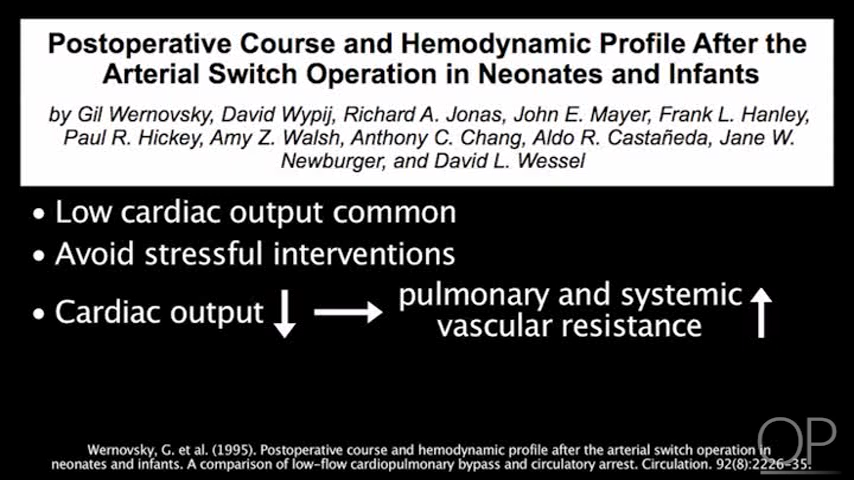 Postoperative Course and Hemodynamic Profile After the
Arterial Switch Operation in Neonates and Infants
by Gil Wernovsky, David Wypij, Richard A. Jonas, John E. Mayer, Frank L. Hanley,
Paul R. Hickey, Amy Z. Walsh, Anthony C. Chang, Aldo R. Castañeda, Jane W.
Newburger, and David L. Wessel
• Low cardiac output common
• Avoid stressful interventions
• Cardiac output ↓ → pulmonary and systemic
vascular resistance ↑
Wernovsky, G. et al. (1995). Postoperative course and hemodynamic profile after the arterial switch operation in
neonates and infants. A comparison of low-flow cardiopulmonary bypass and circulatory arrest. Circulation. 92(8):2226-35.
OP